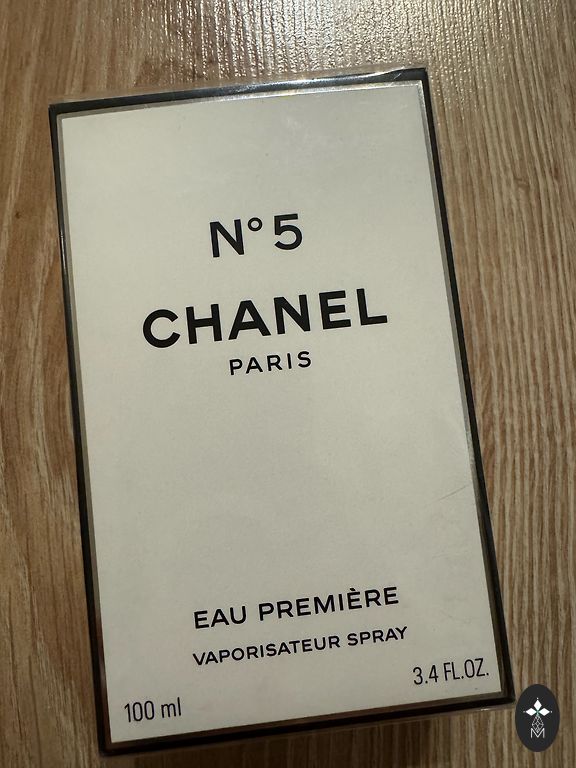 N°5
CHANEL
PARIS
EAU PREMIÈRE
VAPORISATEUR SPRAY
100 ml
3.4 FL.OZ.